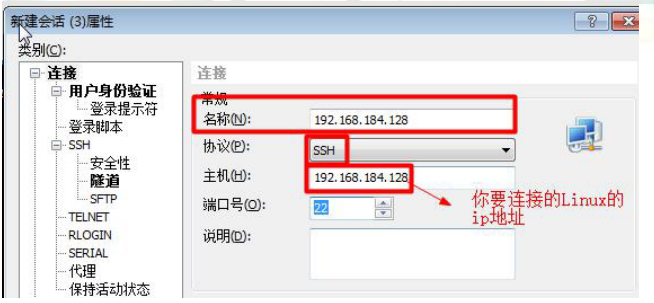 新建会话 (3)属性
类别(C):
连接
用户身份验证
登录提示符
登录脚本
SSH
安全性
隧道
SFTP
TELNET
RLOGIN
SERIAL
代理
保持活动状态
连接
常规
名称(N): 192.168.184.128
协议(P): SSH
主机(H): 192.168.184.128
端口号(O): 22
说明(D):
你要连接的Linux的
ip地址